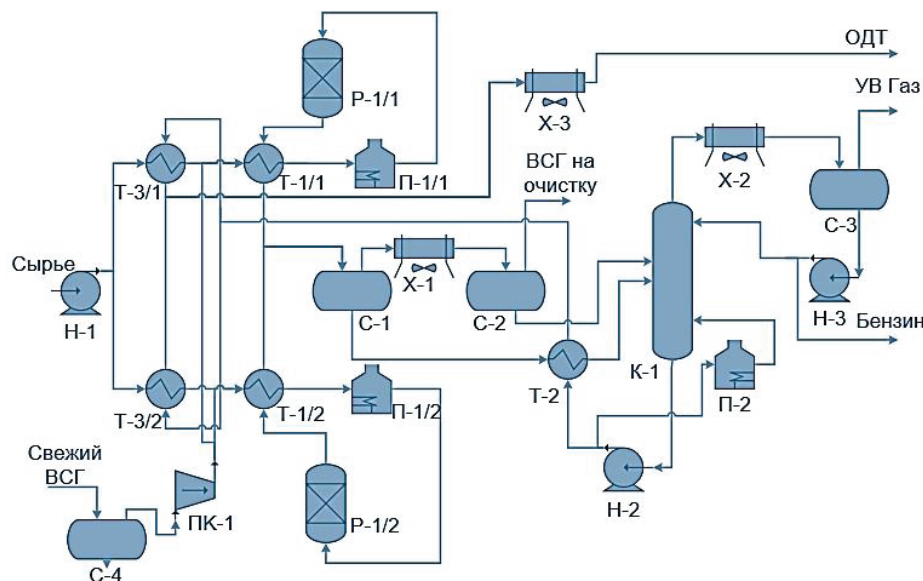 ОДТ
УВ Газ
Р-1/1
Х-3
ВСГ на
очистку
Х-2
Т-3/1
Т-1/1
П-1/1
С-3
Сырье
Х-1
Н-1
С-1
С-2
Н-3
Бензин
К-1
Т-2
П-2
Т-3/2
Т-1/2
П-1/2
Свежий
ВСГ
ПК-1
Р-1/2
Н-2
С-4